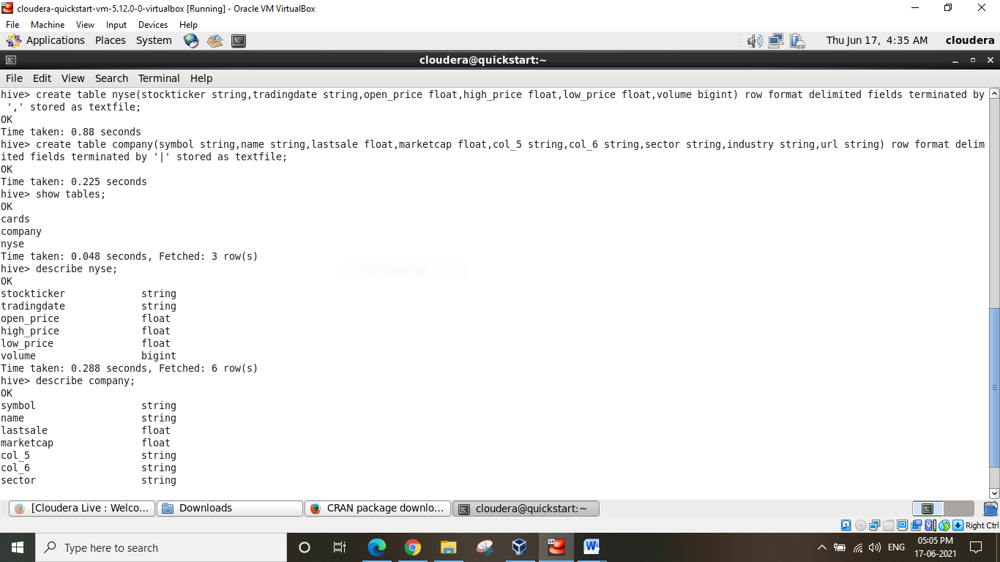 cloudera-quickstart-vm-5.12.0-0-virtualbox [Running] - Oracle VM VirtualBox
File Machine View Input Devices Help
Applications Places System Thu Jun 17, 4:35 AM cloudera
cloudera@quickstart:~
File Edit View Search Terminal Help
hive> create table nyse(stockticker string,tradingdate string,open_price float,high_price float,low_price float,volume bigint) row format delimited fields terminated by
 ',' stored as textfile;
OK
Time taken: 0.88 seconds
hive> create table company(symbol string,name string,lastsale float,marketcap float,col_5 string,col_6 string,sector string,industry string,url string) row format delim
ited fields terminated by '|' stored as textfile;
OK
Time taken: 0.225 seconds
hive> show tables;
OK
cards
company
nyse
Time taken: 0.048 seconds, Fetched: 3 row(s)
hive> describe nyse;
Full-screen Snip
OK
stockticker string
tradingdate string
open_price float
high_price float
low_price float
volume bigint
Time taken: 0.288 seconds, Fetched: 6 row(s)
hive> describe company;
OK
symbol string
name string
lastsale float
marketcap float
col_5 string
col_6 string
sector string
[Cloudera Live : Welco... Downloads CRAN package downlo... cloudera@quickstart:~
Right Ctrl
Type here to search
ENG
05:05 PM
17-06-2021